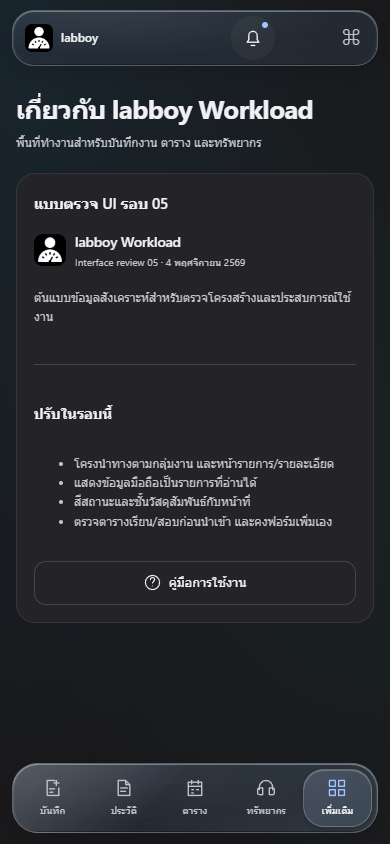 labboy
เกี่ยวกับ labboy Workload
พื้นที่ทำงานสำหรับบันทึกงาน ตาราง และทรัพยากร
แบบตรวจ UI รอบ 05
labboy Workload
Interface review 05 · 4 พฤศจิกายน 2569
ต้นแบบข้อมูลสังเคราะห์สำหรับตรวจโครงสร้างและประสบการณ์ใช้
งาน
ปรับในรอบนี้
โครงนำทางตามกลุ่มงาน และหน้ารายการ/รายละเอียด
แสดงข้อมูลมือถือเป็นรายการที่อ่านได้
สีสถานะและชั้นวัสดุสัมพันธ์กับหน้าที่
ตรวจตารางเรียน/สอบก่อนนำเข้า และคงฟอร์มเพิ่มเอง
คู่มือการใช้งาน
บันทึก
ประวัติ
ตาราง
ทรัพยากร
เพิ่มเติม